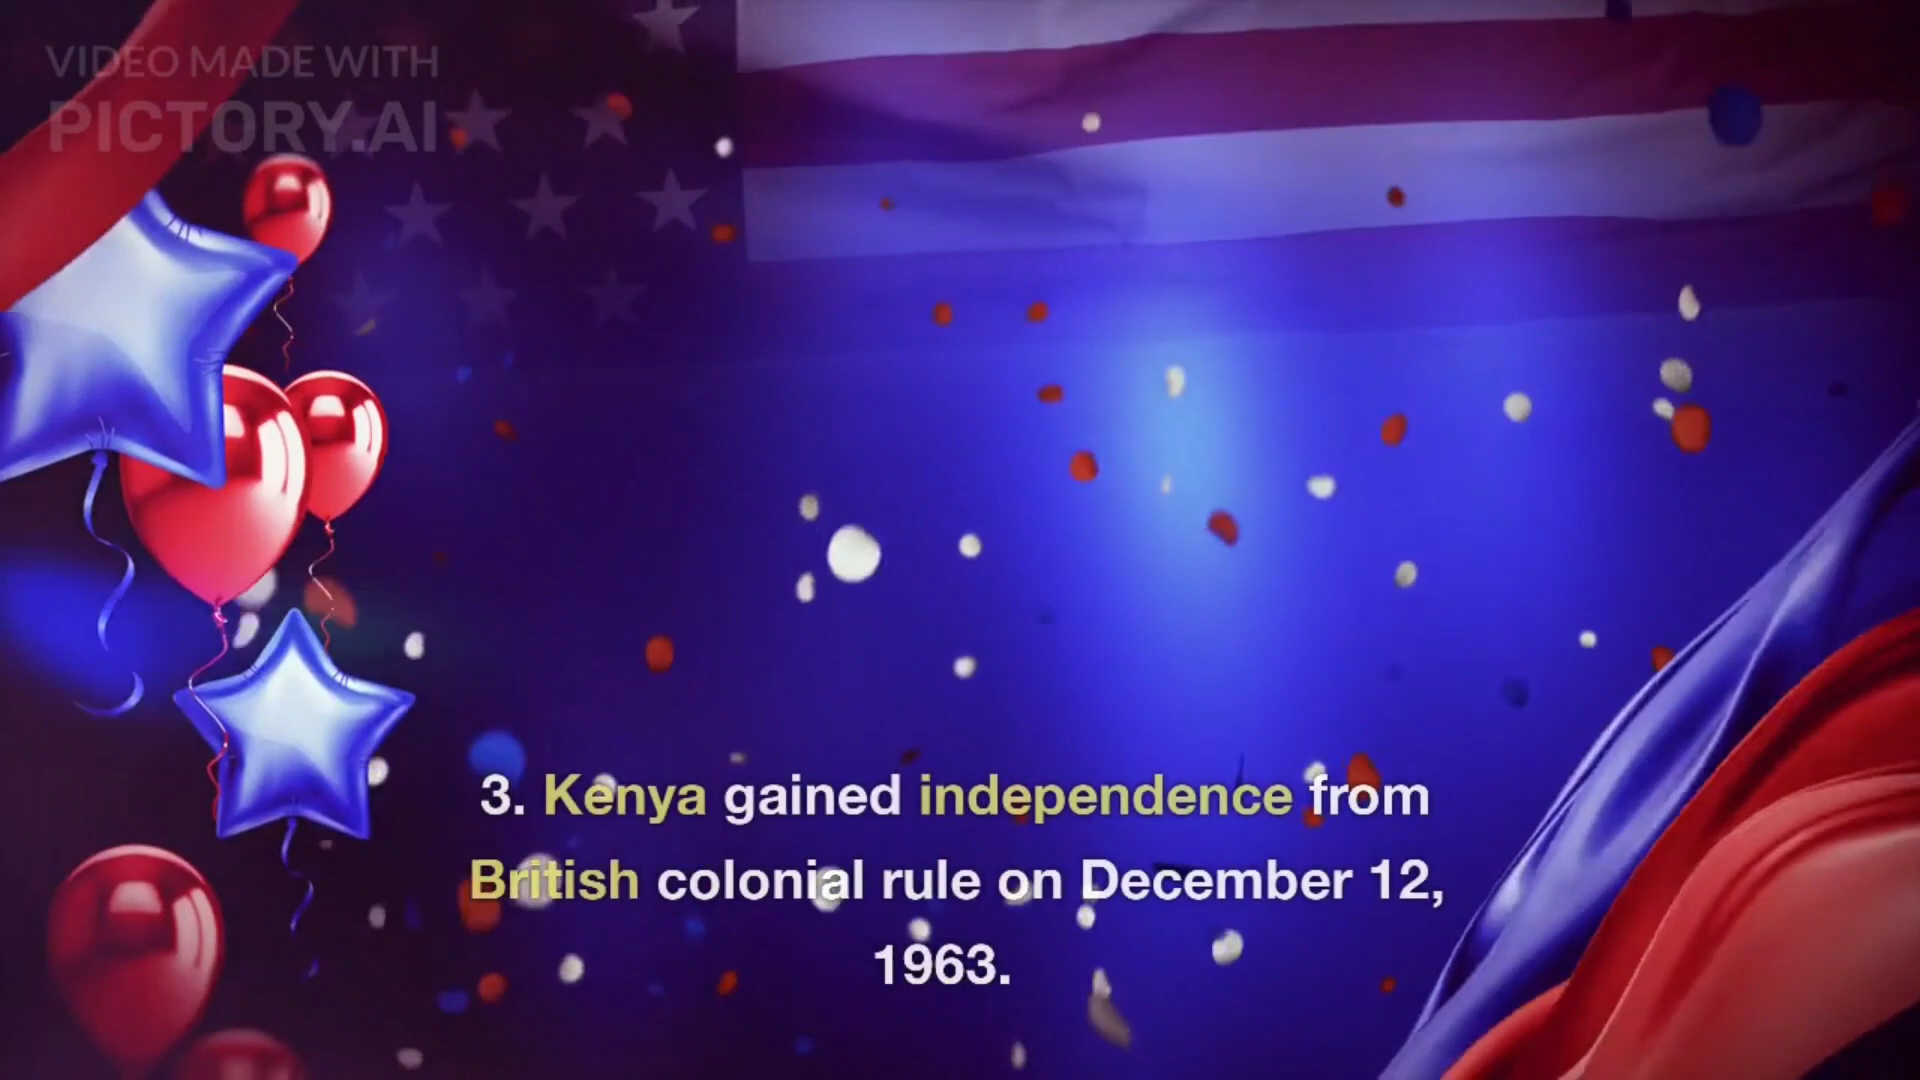 VIDEO MADE WITH
PICTORY.AI
3. Kenya gained independence from
British colonial rule on December 12,
1963.